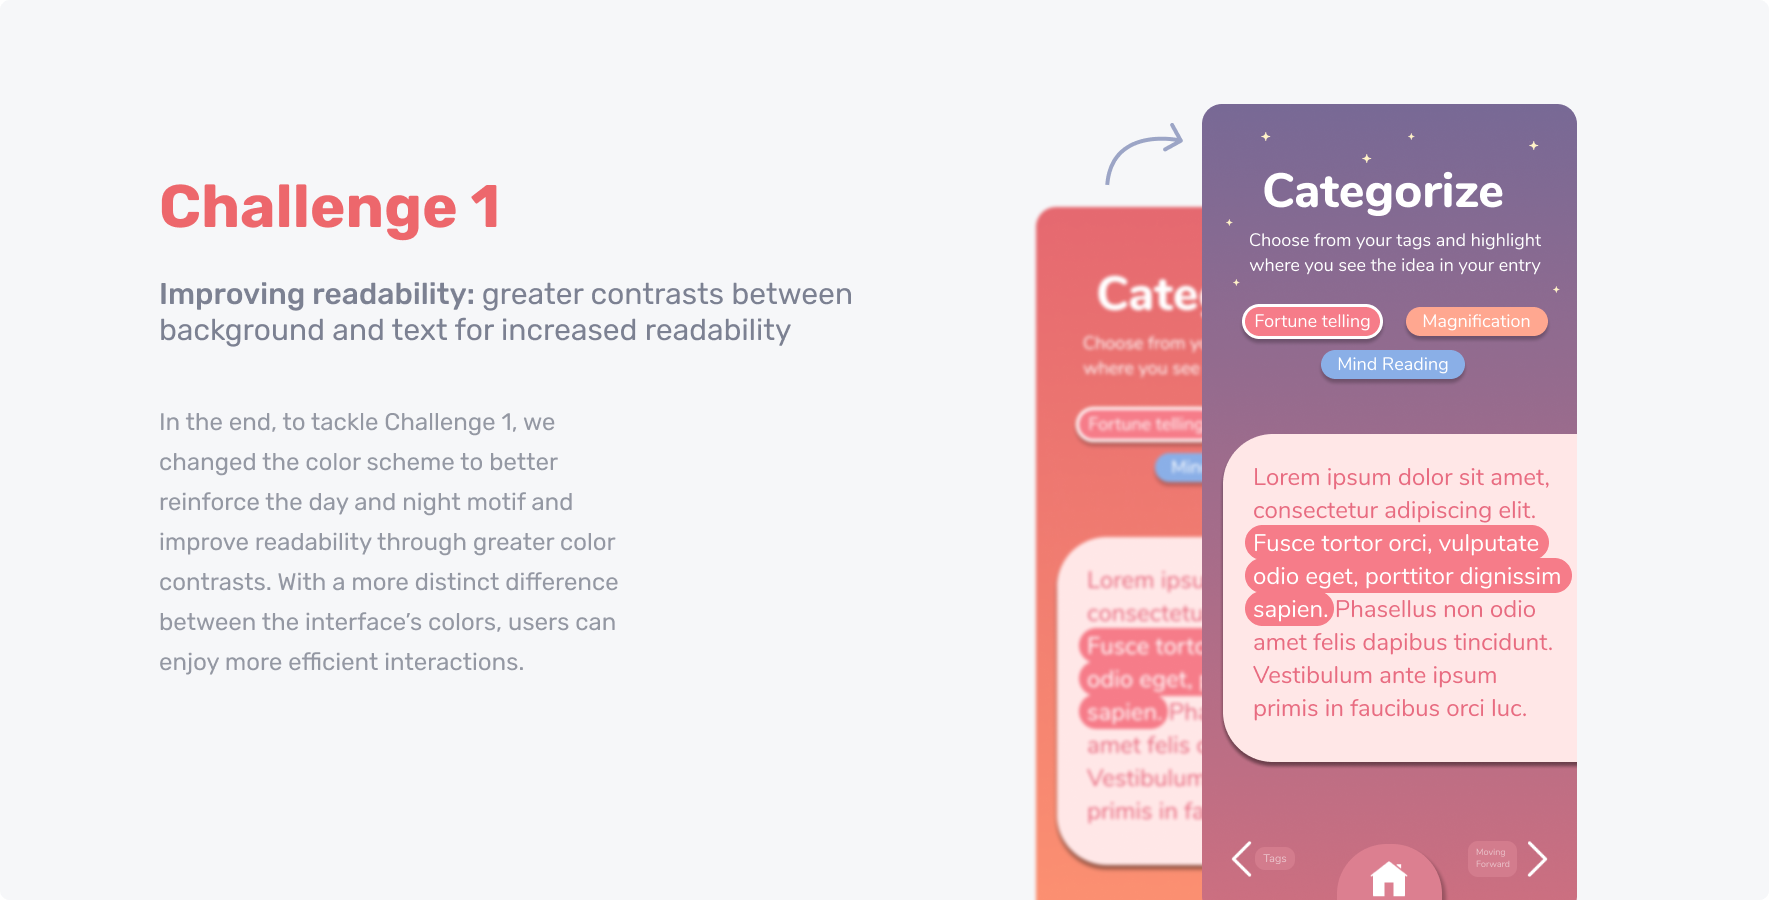 Challenge 1
Improving readability: greater contrasts between
background and text for increased readability
In the end, to tackle Challenge 1, we
changed the color scheme to better
reinforce the day and night motif and
improve readability through greater color
contrasts. With a more distinct difference
between the interface’s colors, users can
enjoy more efficient interactions.
Categ
Choose from y
where you see
Fortune telling
Min
Lorem ipsu
consectetu
Fusce torto
odio eget, p
sapien. Pha
amet felis d
Vestibulum
primis in fa
Categorize
Choose from your tags and highlight
where you see the idea in your entry
Fortune telling
Magnification
Mind Reading
Lorem ipsum dolor sit amet,
consectetur adipiscing elit.
Fusce tortor orci, vulputate
odio eget, porttitor dignissim
sapien. Phasellus non odio
amet felis dapibus tincidunt.
Vestibulum ante ipsum
primis in faucibus orci luc.
Tags
Moving
Forward